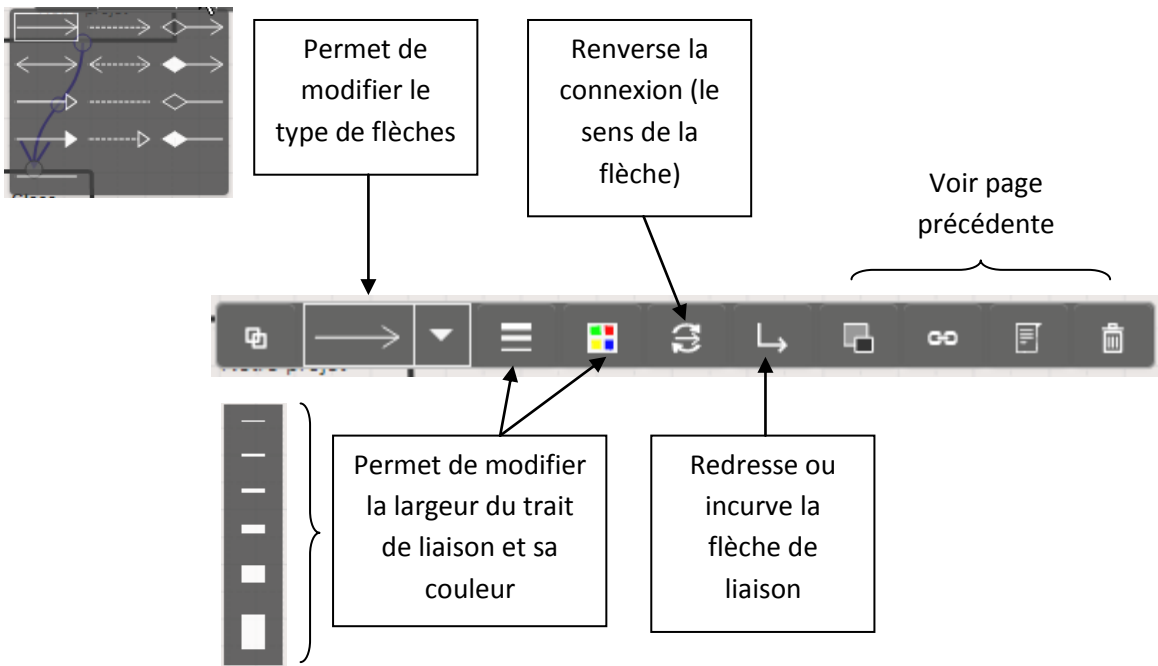 Permet de
modifier le
type de flèches
Renverse la
connexion (le
sens de la
flèche)
Voir page
précédente
Permet de modifier
la largeur du trait
de liaison et sa
couleur
Redresse ou
incurve la
flèche de
liaison